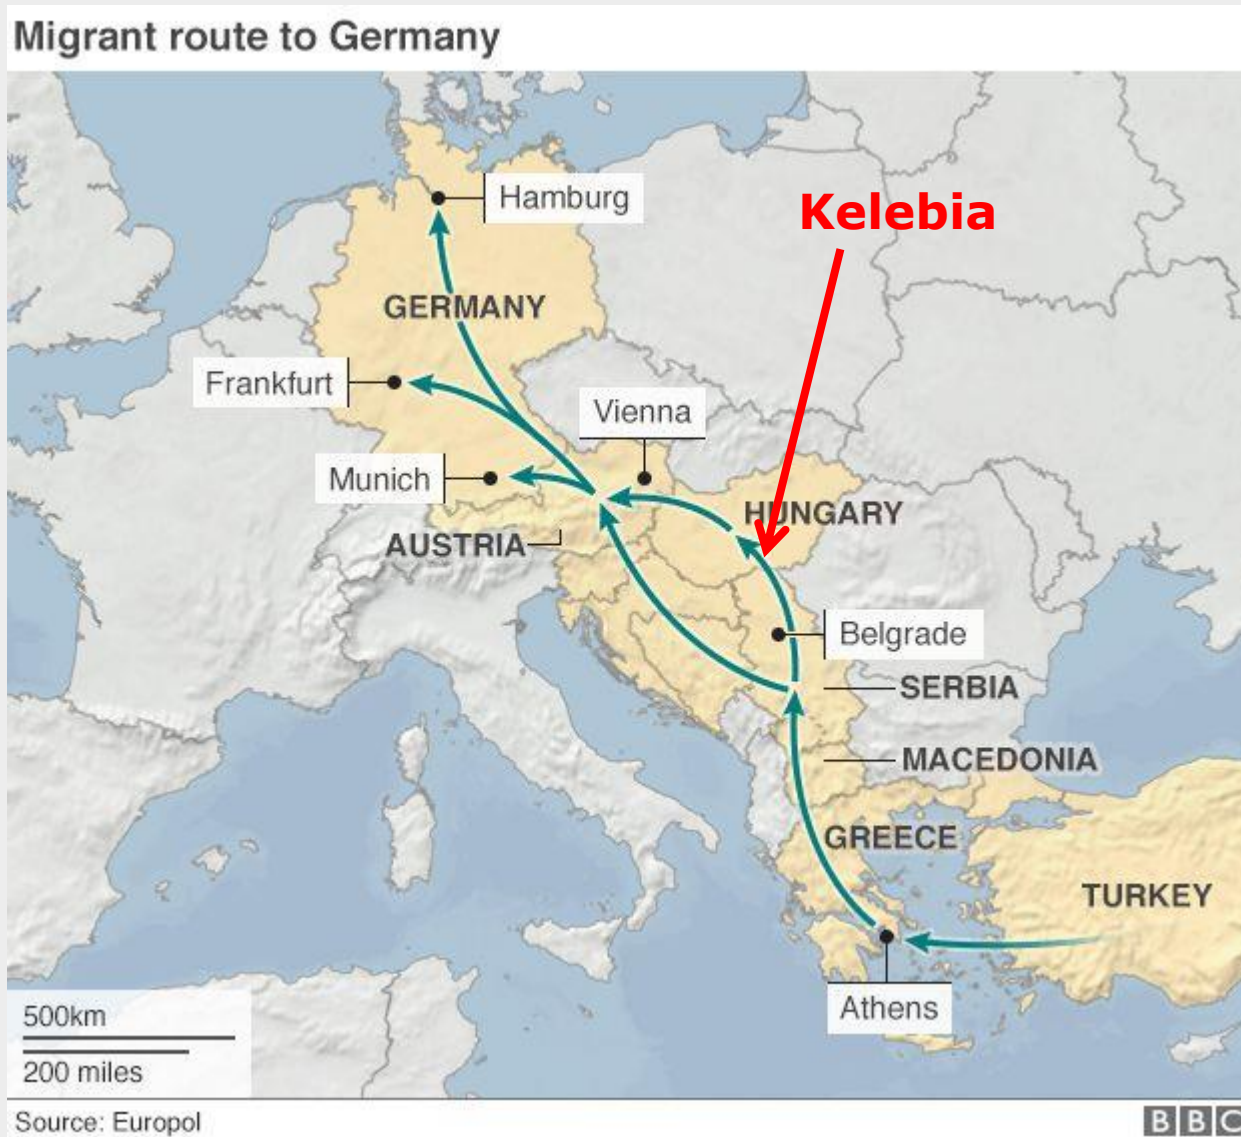 Migrant route to Germany
Hamburg
Kelebia
GERMANY
Frankfurt
Vienna
Munich
HUNGARY
AUSTRIA
Belgrade
SERBIA
MACEDONIA
GREECE
TURKEY
Athens
500km
200 miles
Source: Europol
BBC